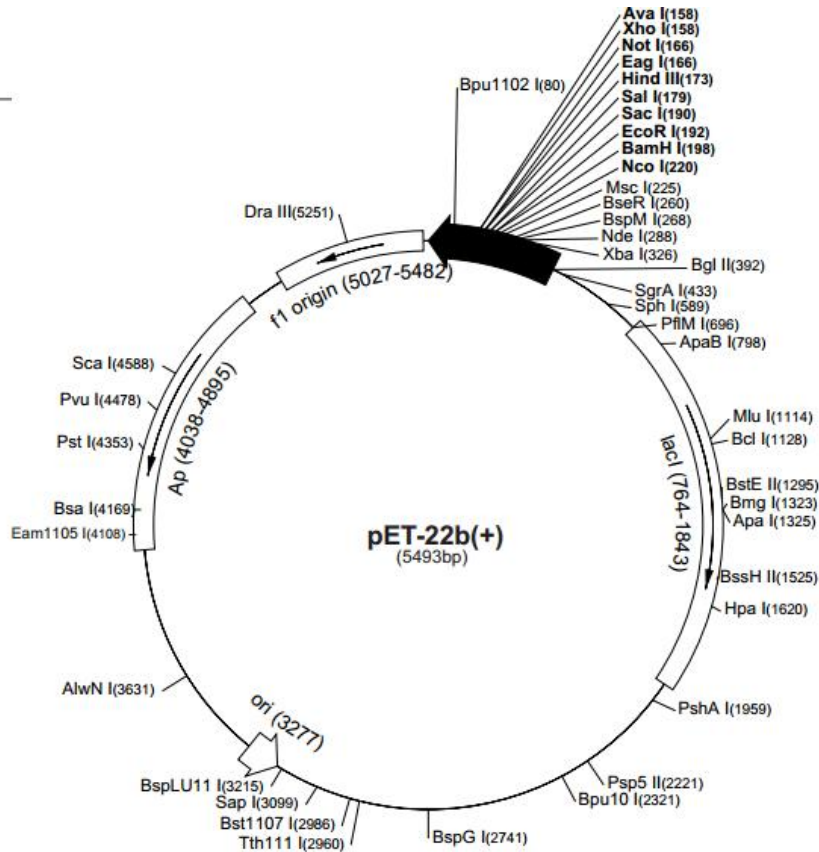 Ava I(158)
Xho I(158)
Not I(166)
Eag I(166)
Hind III(173)
Sal I(179)
Sac I(190)
EcoR I(192)
BamH I(198)
Nco I(220)
Bpu1102 I(80)
Msc I(225)
BseR I(260)
BspM I(268)
Nde I(288)
Xba I(326)
Bgl II(392)
SgrA I(433)
Sph I(589)
PflM I(696)
ApaB I(798)
Dra III(5251)
f1 origin (5027-5482)
Sca I(4588)
Pvu I(4478)
Pst I(4353)
Ap (4038-4895)
Bsa I(4169)
Eam1105 I(4108)
Mlu I(1114)
Bcl I(1128)
lacI (764-1843)
BstE II(1295)
Bmg I(1323)
Apa I(1325)
pET-22b(+)
(5493bp)
BssH II(1525)
Hpa I(1620)
AlwN I(3631)
ori (3277)
PshA I(1959)
BspLU11 I(3215)
Sap I(3099)
Bst1107 I(2986)
Tth111 I(2960)
BspG I(2741)
Psp5 II(2221)
Bpu10 I(2321)